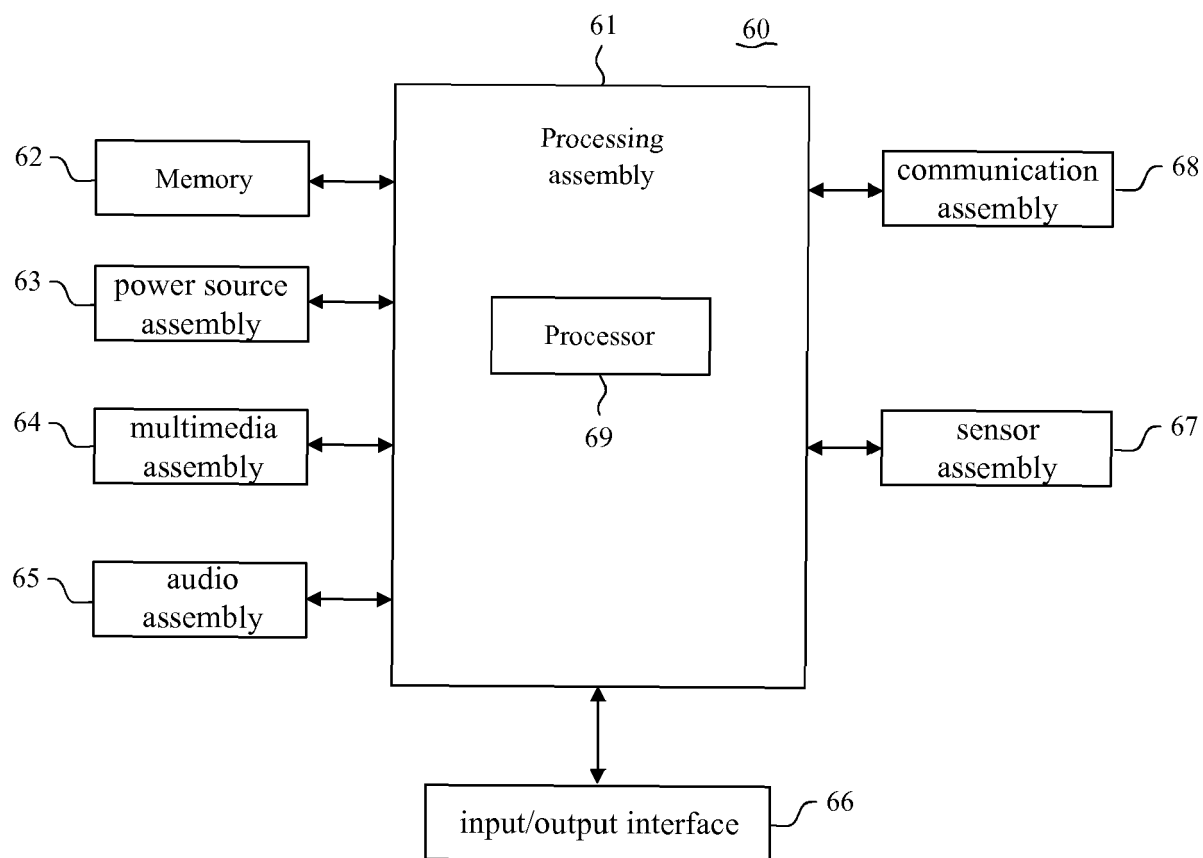 61
60
Processing
assembly
62
Memory
communication
assembly
68
63
power source
assembly
Processor
69
64
multimedia
assembly
sensor
assembly
67
65
audio
assembly
input/output interface
66